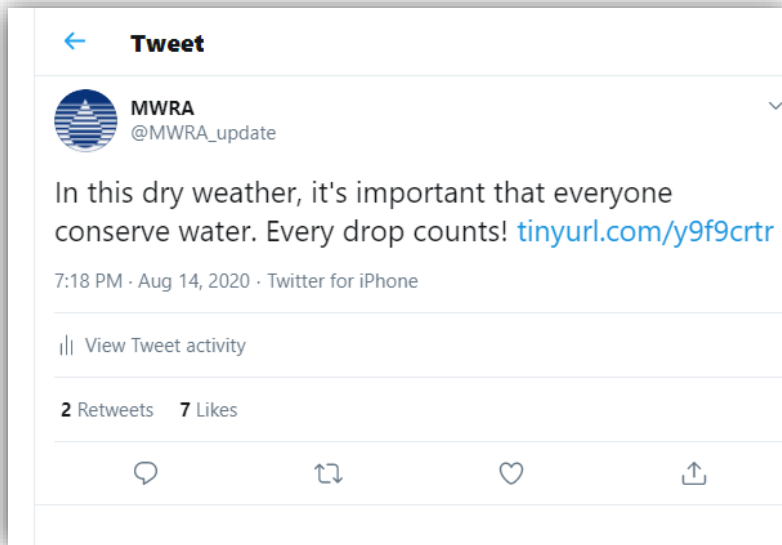 Tweet
MWRA
@MWRA_update
In this dry weather, it's important that everyone
conserve water. Every drop counts! tinyurl.com/y9f9crtr
7:18 PM · Aug 14, 2020 · Twitter for iPhone
View Tweet activity
2 Retweets 7 Likes